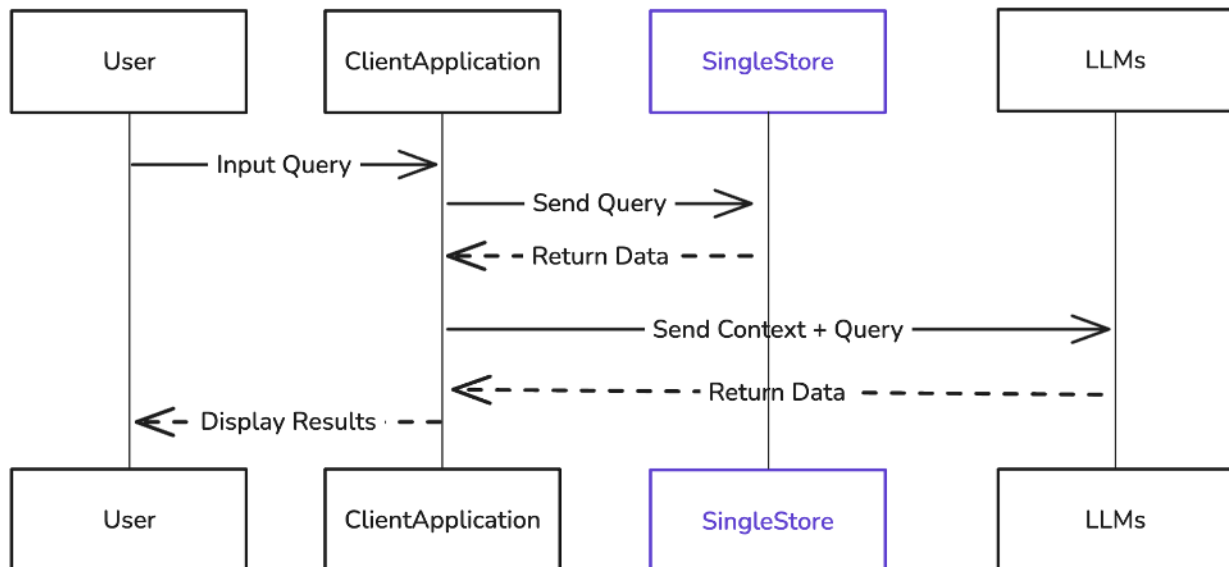 User
ClientApplication
SingleStore
LLMs
Input Query
Send Query
Return Data
Send Context + Query
Return Data
Display Results
User
ClientApplication
SingleStore
LLMs